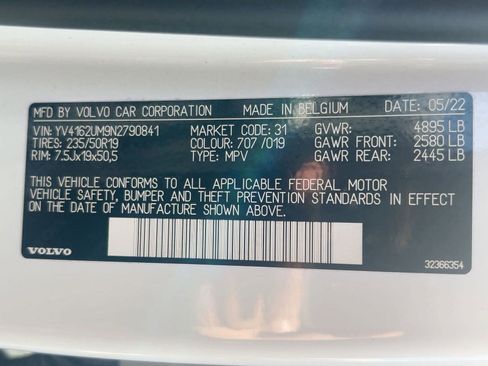 MFD BY VOLVO CAR CORPORATION MADE IN BELGIUM DATE: 05/22
VIN: YV4162UM9N2790841 MARKET CODE: 31 GVWR: 4895 LB
TIRES: 235/50R19 COLOUR: 707 /019 GAWR FRONT: 2580 LB
RIM: 7.5Jx19x50,5 TYPE: MPV GAWR REAR: 2445 LB
THIS VEHICLE CONFORMS TO ALL APPLICABLE FEDERAL MOTOR
VEHICLE SAFETY, BUMPER AND THEFT PREVENTION STANDARDS IN EFFECT
ON THE DATE OF MANUFACTURE SHOWN ABOVE.
VOLVO 32366354